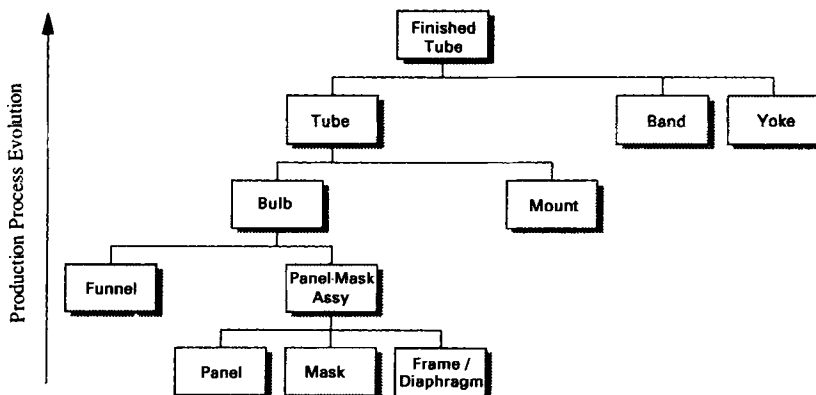 Production Process Evolution
Finished
Tube
Tube
Band
Yoke
Bulb
Mount
Funnel
Panel-Mask
Assy
Panel
Mask
Frame /
Diaphragm